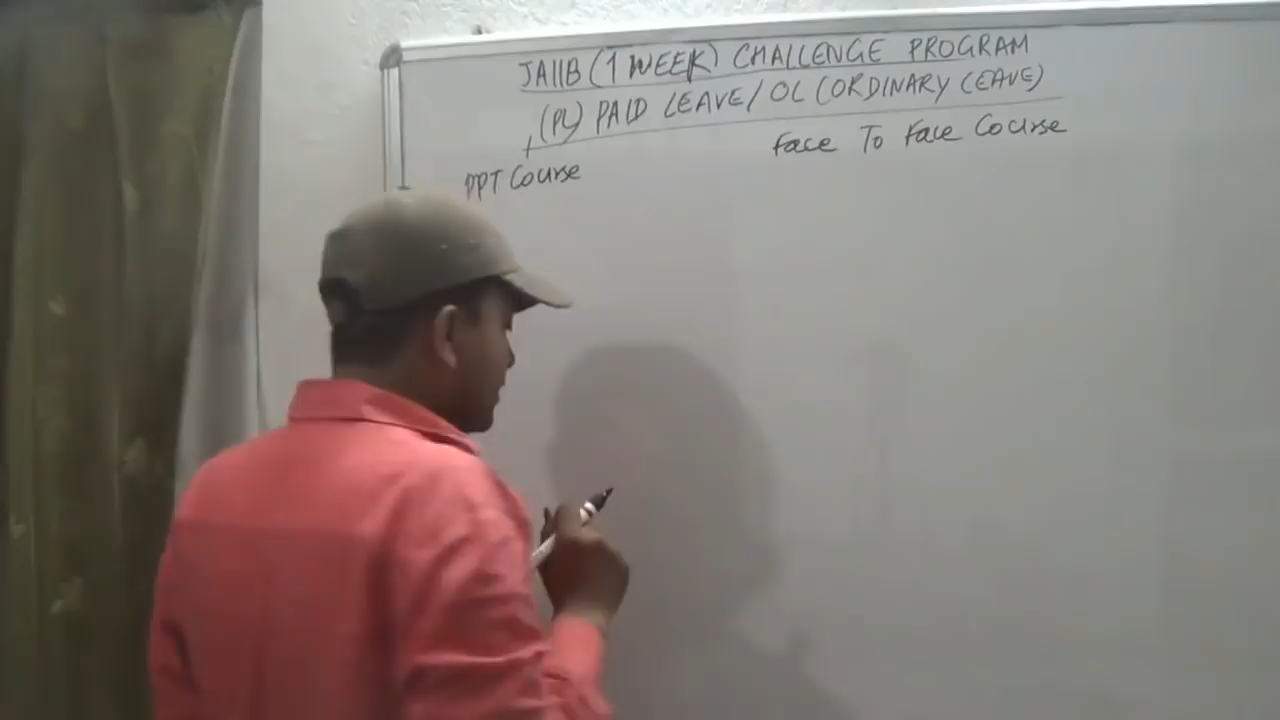 JAIIB (1 WEEK) CHALLENGE PROGRAM
(PL) PAID LEAVE/OL (ORDINARY LEAVE)
Face To Face Course
PPT Course